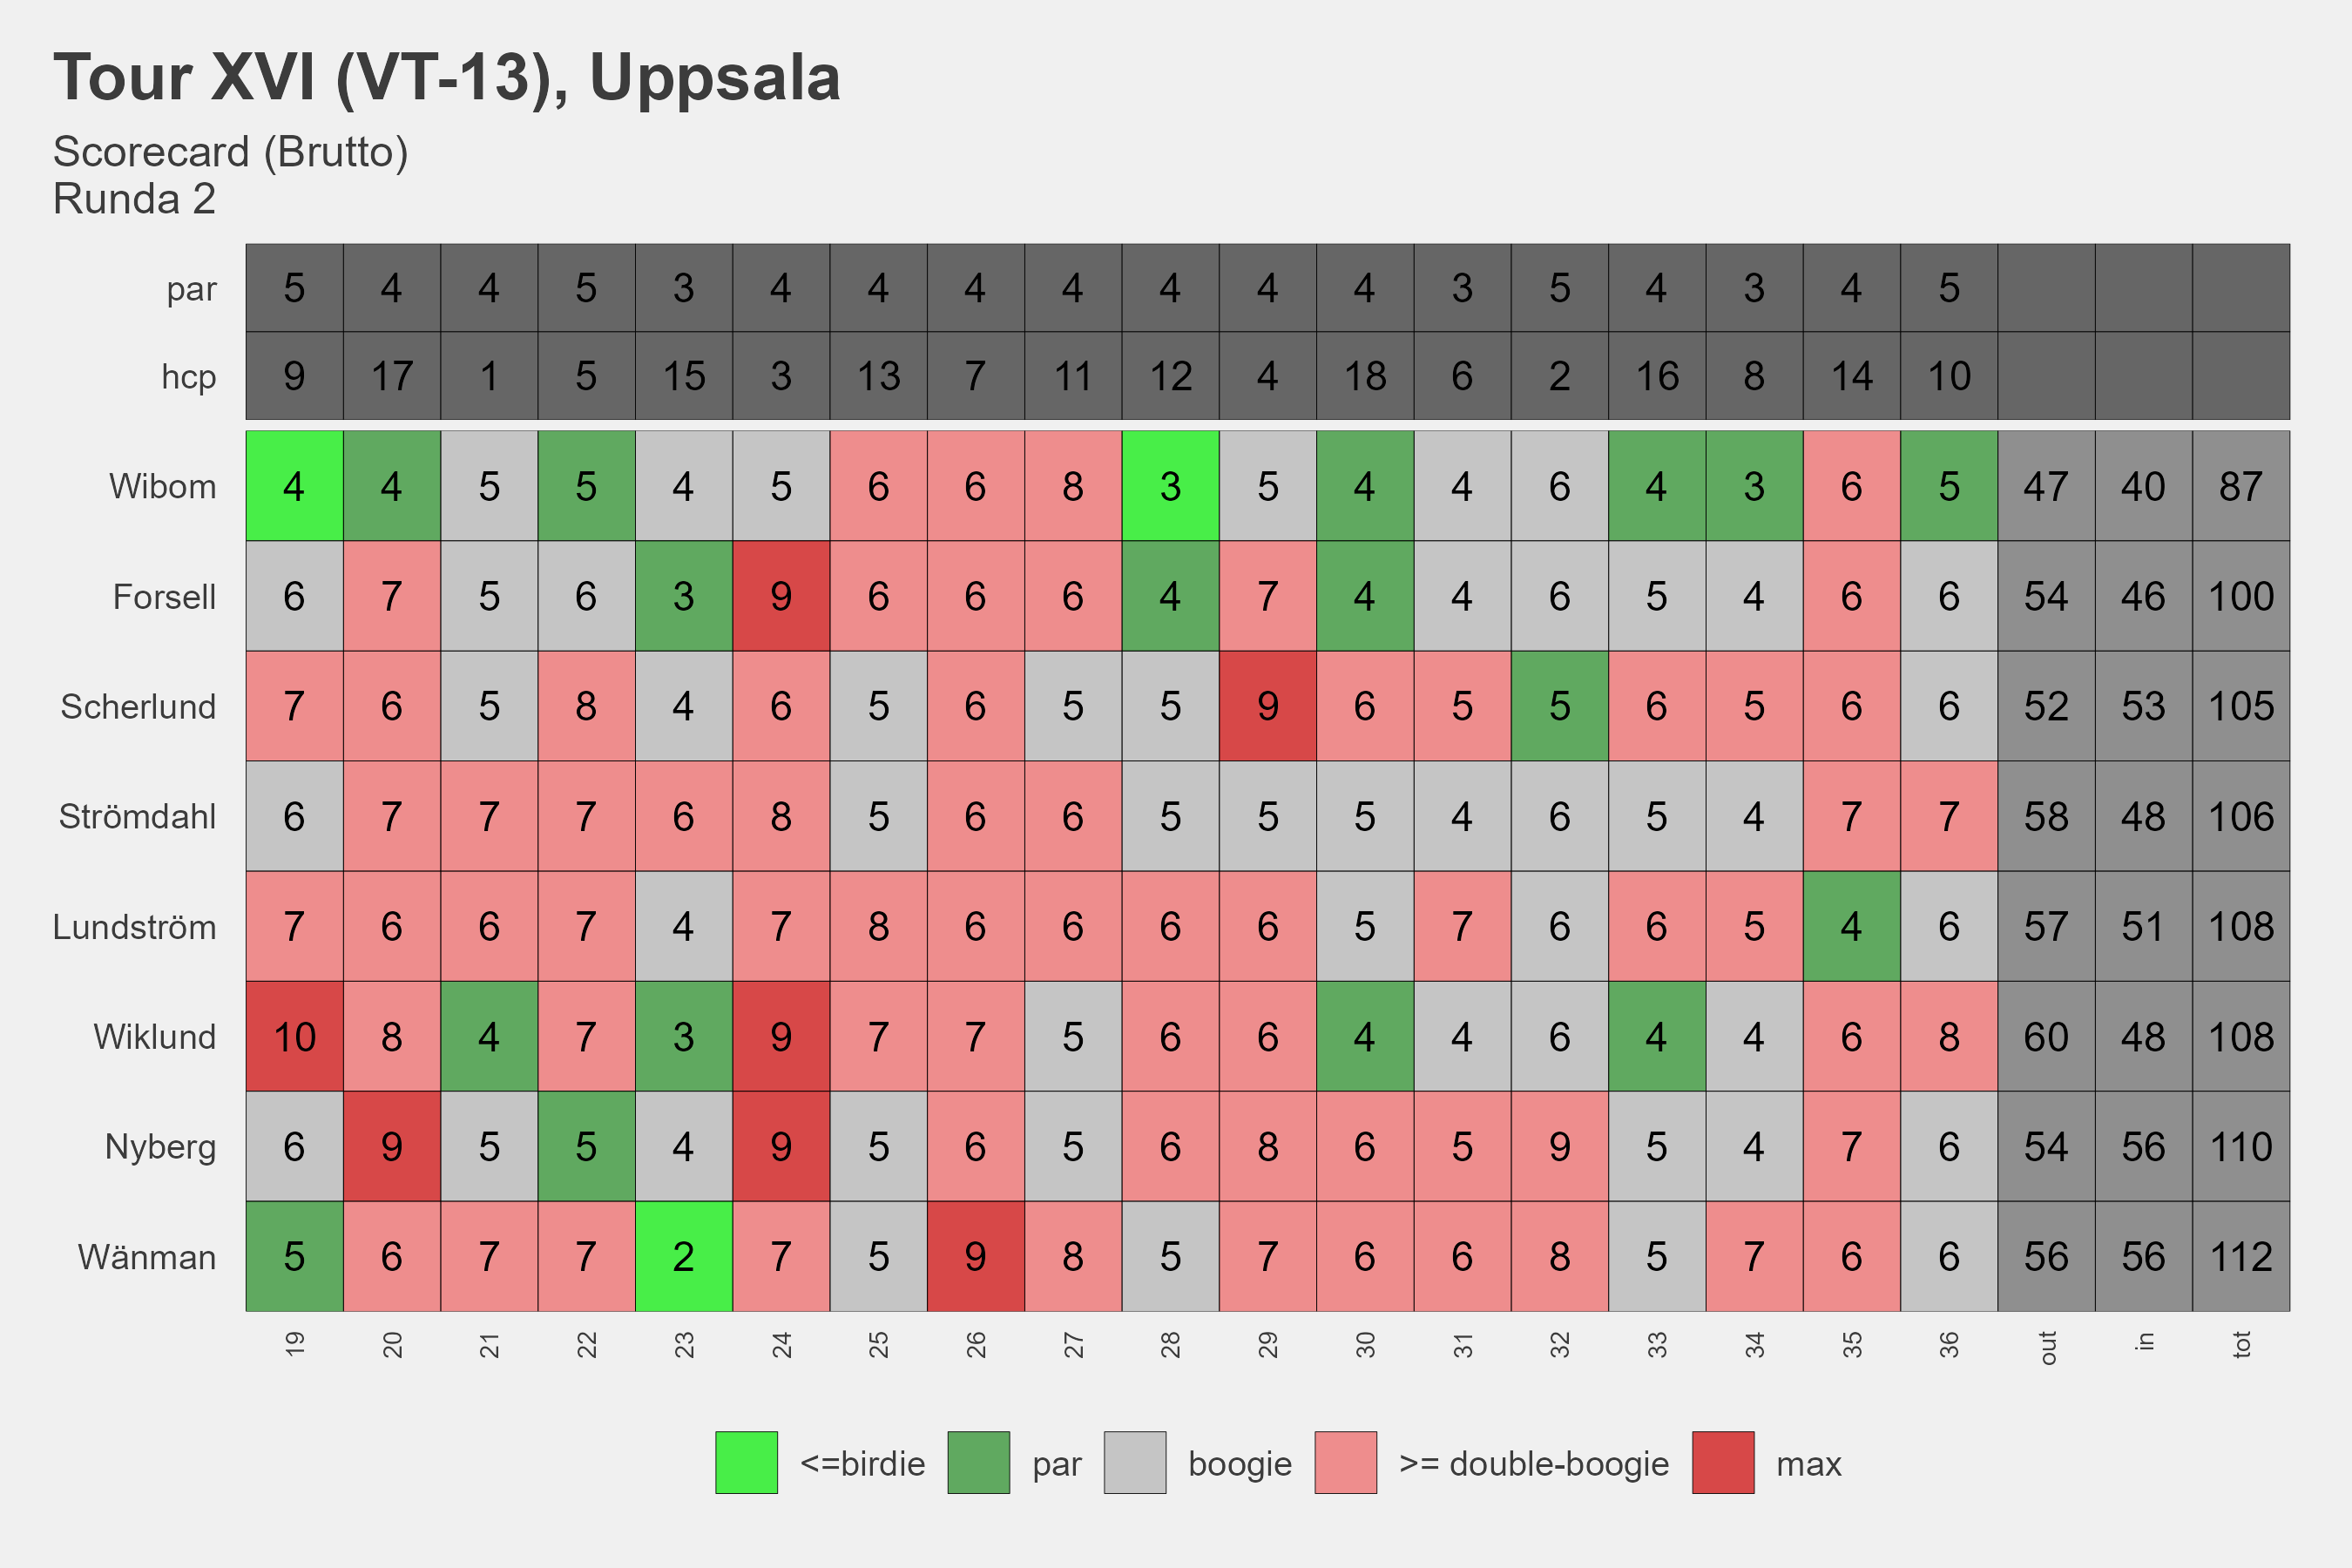 Tour XVI (VT-13), Uppsala
Scorecard (Brutto)
Runda 2
par 5 4 4 5 3 4 4 4 4 4 4 4 3 5 4 3 4 5
hcp 9 17 1 5 15 3 13 7 11 12 4 18 6 2 16 8 14 10
Wibom 4 4 5 5 4 5 6 6 8 3 5 4 4 6 4 3 6 5 47 40 87
Forsell 6 7 5 6 3 9 6 6 6 4 7 4 4 6 5 4 6 6 54 46 100
Scherlund 7 6 5 8 4 6 5 6 5 5 9 6 5 5 6 5 6 6 52 53 105
Strömdahl 6 7 7 7 6 8 5 6 6 5 5 5 4 6 5 4 7 7 58 48 106
Lundström 7 6 6 7 4 7 8 6 6 6 6 5 7 6 6 5 4 6 57 51 108
Wiklund 10 8 4 7 3 9 7 7 5 6 6 4 4 6 4 4 6 8 60 48 108
Nyberg 6 9 5 5 4 9 5 6 5 6 8 6 5 9 5 4 7 6 54 56 110
Wänman 5 6 7 7 2 7 5 9 8 5 7 6 6 8 5 7 6 6 56 56 112
19 20 21 22 23 24 25 26 27 28 29 30 31 32 33 34 35 36 out in tot
<=birdie par boogie >= double-boogie max